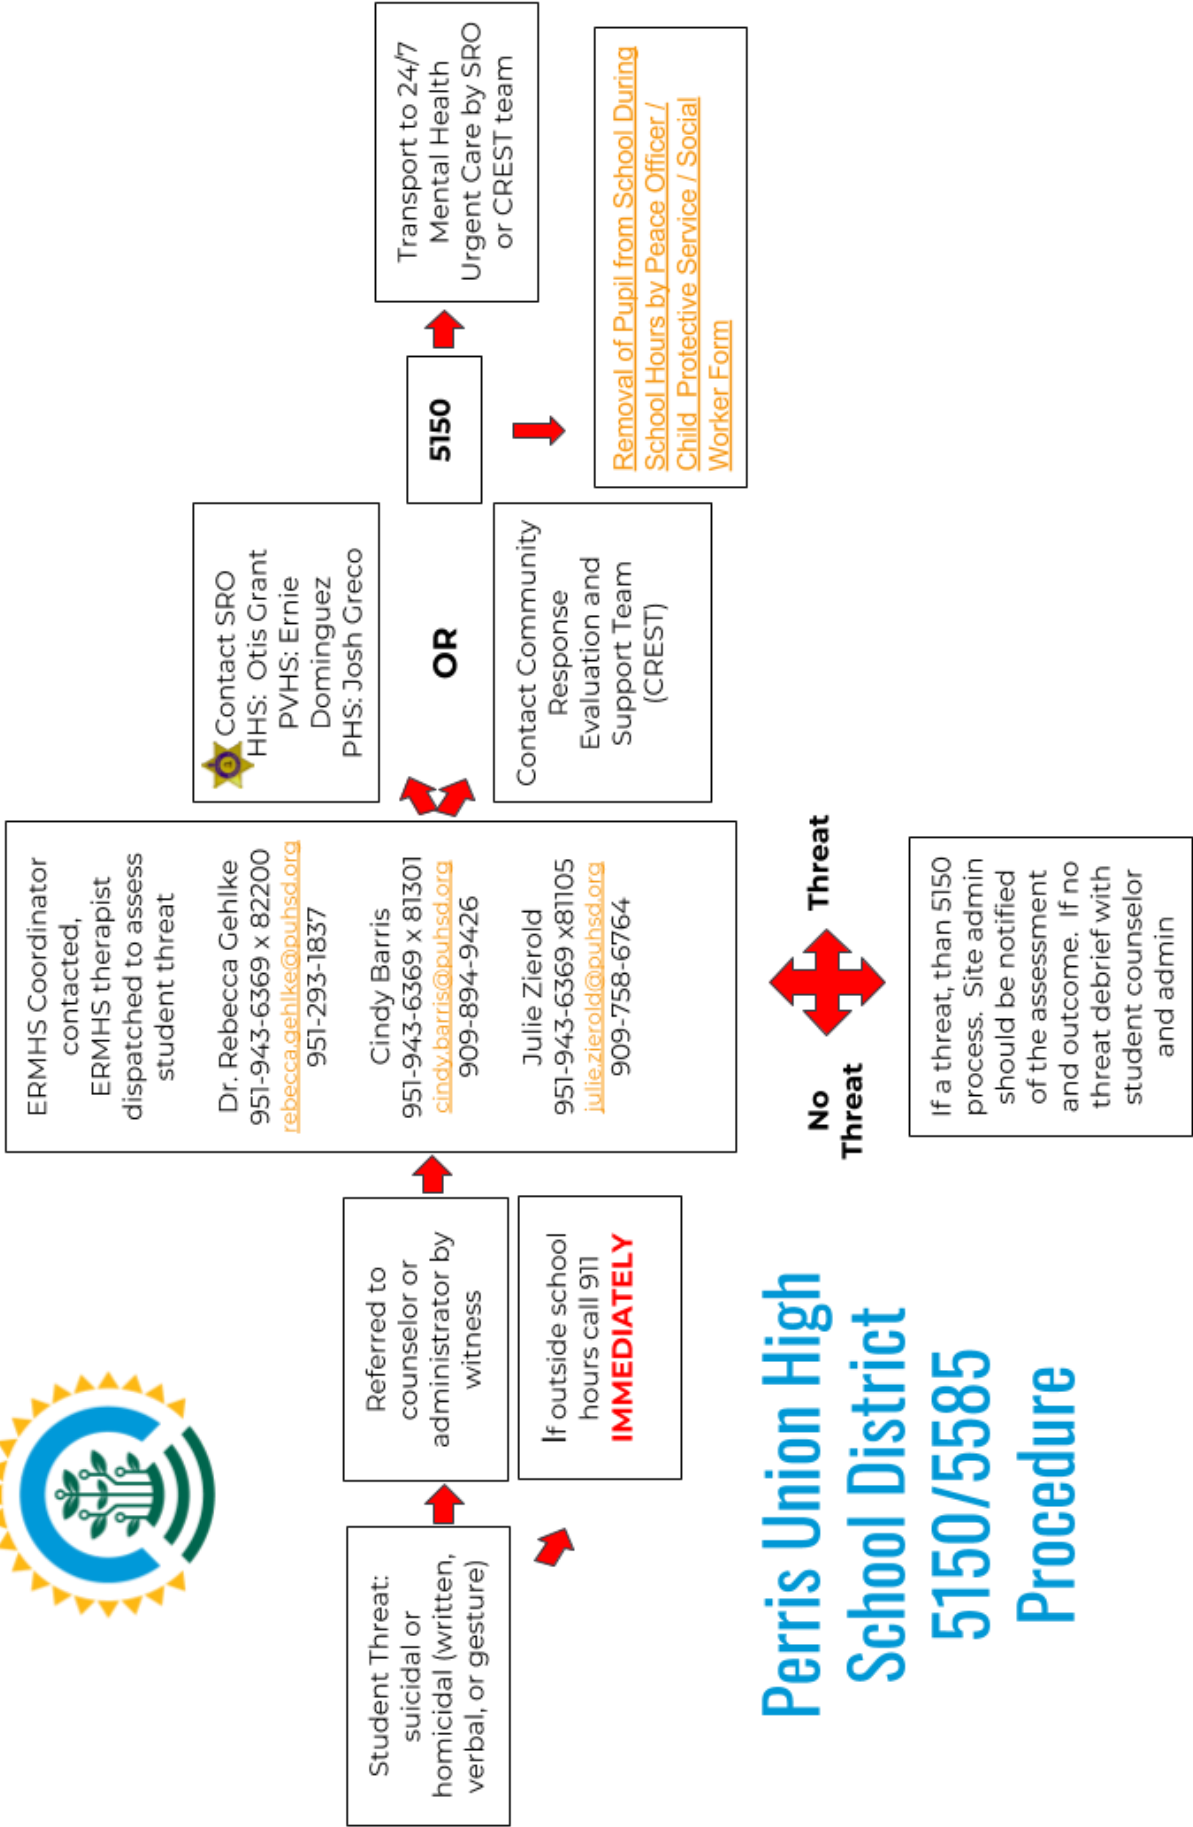 Student Threat:
suicidal or
homicidal (written,
verbal, or gesture)
Referred to
counselor or
administrator by
witness
If outside school
hours call 911
IMMEDIATELY
ERMHS Coordinator
contacted,
ERMHS therapist
dispatched to assess
student threat
Dr. Rebecca Gehlke
951-943-6369 x 82200
rebecca.gehlke@puhsd.org
951-293-1837
Cindy Barris
951-943-6369 x 81301
cindy.barris@puhsd.org
909-894-9426
Julie Zierold
951-943-6369 x81105
julie.zierold@puhsd.org
909-758-6764
Contact SRO
HHS: Otis Grant
PVHS: Ernie
Dominguez
PHS: Josh Greco
OR
Contact Community
Response
Evaluation and
Support Team
(CREST)
5150
Transport to 24/7
Mental Health
Urgent Care by SRO
or CREST team
Removal of Pupil from School During
School Hours by Peace Officer /
Child Protective Service / Social
Worker Form
No
Threat
Threat
If a threat, than 5150
process. Site admin
should be notified
of the assessment
and outcome. If no
threat debrief with
student counselor
and admin
Perris Union High
School District
5150/5585
Procedure